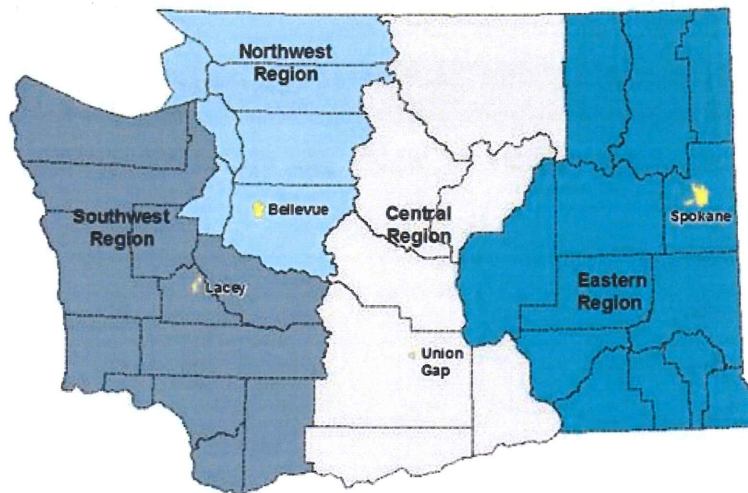 Northwest
Region
Bellevue
Southwest
Region
Central
Region
Spokane
Lacey
Eastern
Region
Union
Gap